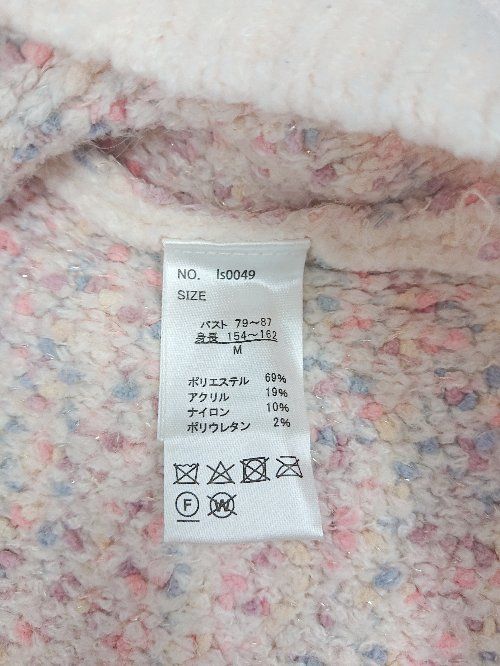 NO. ls0049
SIZE
バスト 79～87
身長 154～162
M
ポリエステル 69%
アクリル 19%
ナイロン 10%
ポリウレタン 2%
F W